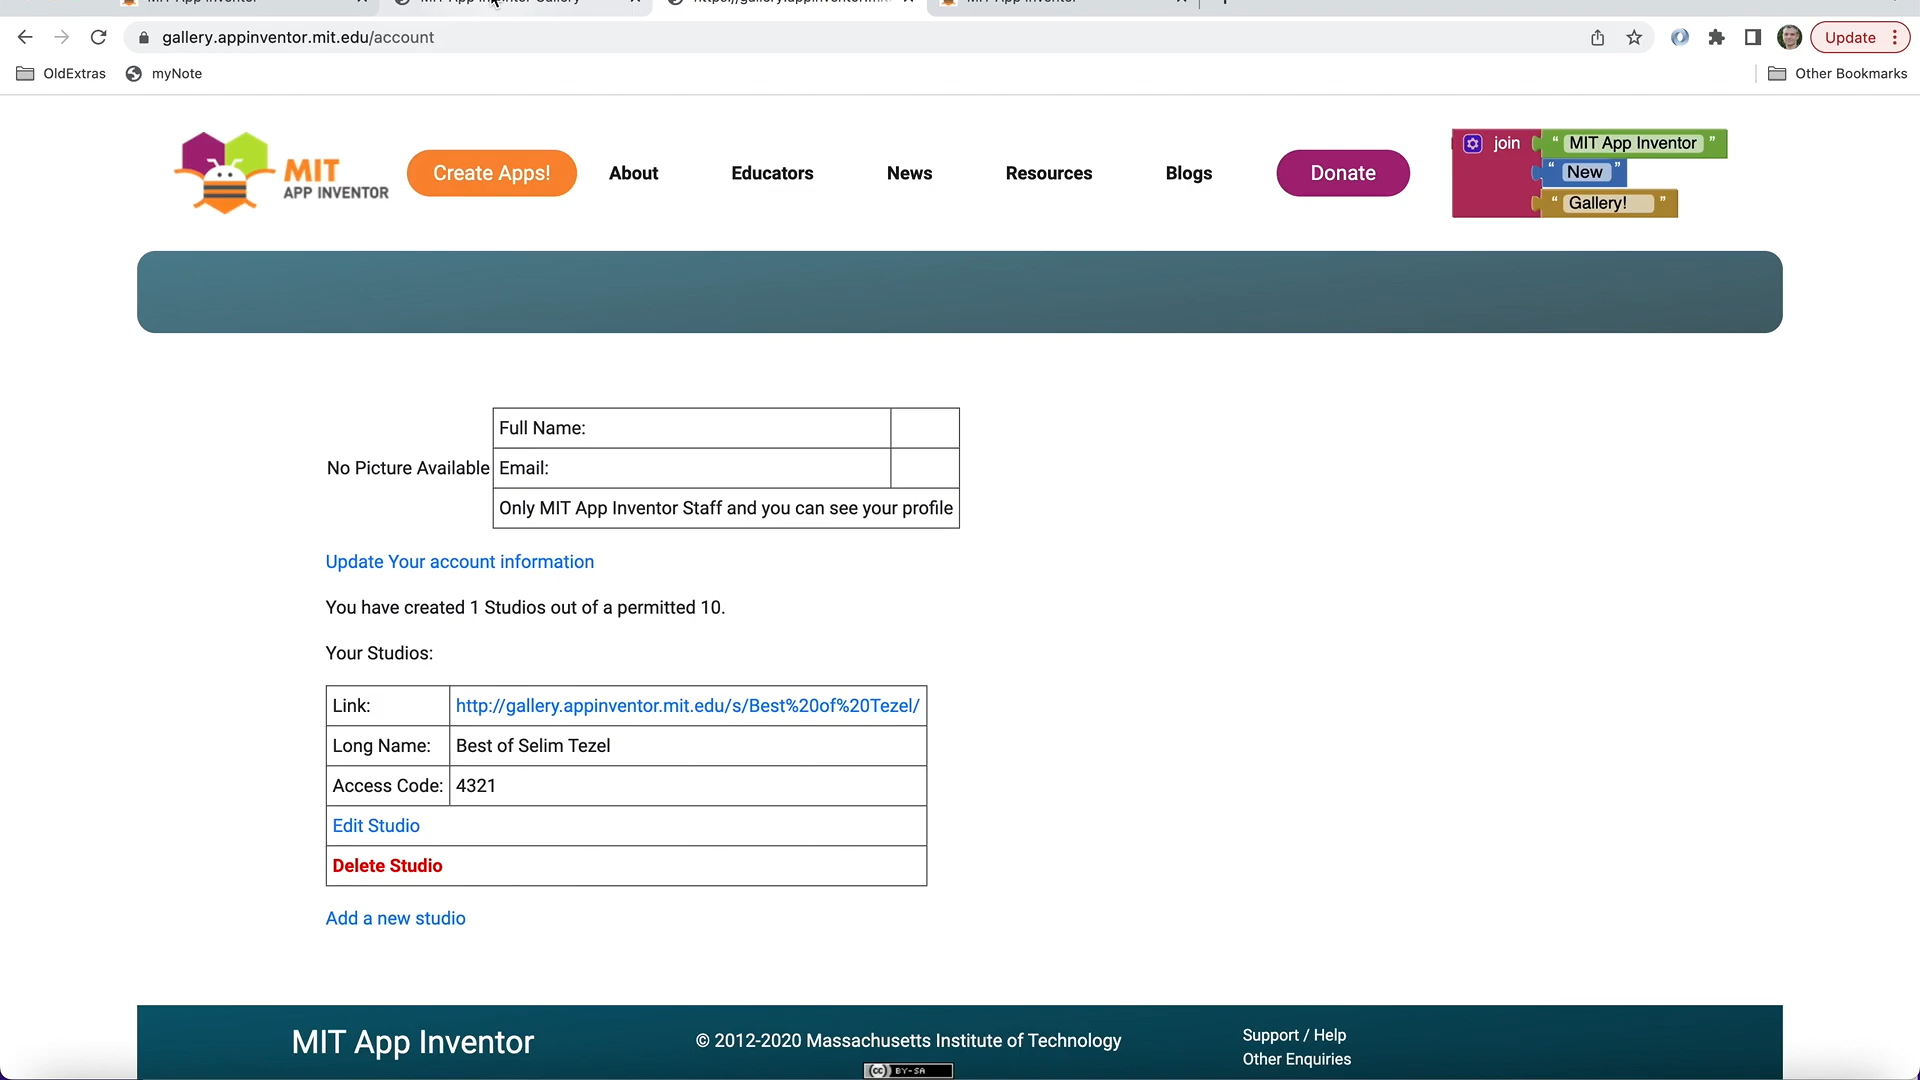 gallery.appinventor.mit.edu/account
Update
OldExtras
myNote
Other Bookmarks
MIT
APP INVENTOR
Create Apps!
About
Educators
News
Resources
Blogs
Donate
join
“ MIT App Inventor ”
“ New ”
“ Gallery! ”
Full Name:
No Picture Available
Email:
Only MIT App Inventor Staff and you can see your profile
Update Your account information
You have created 1 Studios out of a permitted 10.
Your Studios:
Link: http://gallery.appinventor.mit.edu/s/Best%20of%20Tezel/
Long Name: Best of Selim Tezel
Access Code: 4321
Edit Studio
Delete Studio
Add a new studio
MIT App Inventor
© 2012-2020 Massachusetts Institute of Technology
cc BY-SA
Support / Help
Other Enquiries